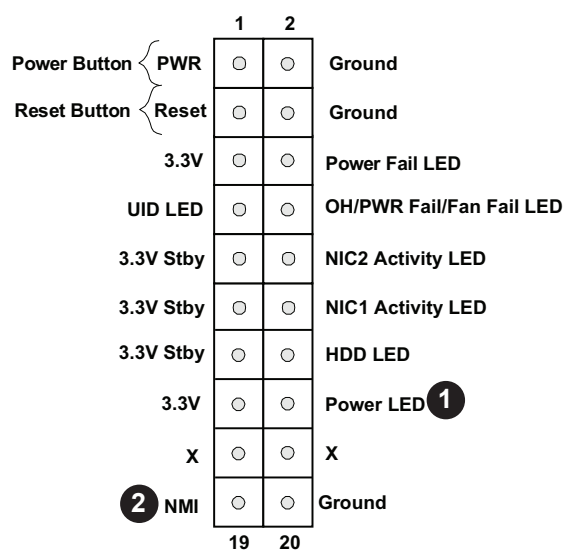 1 2
Power Button PWR Ground
Reset Button Reset Ground
3.3V Power Fail LED
UID LED OH/PWR Fail/Fan Fail LED
3.3V Stby NIC2 Activity LED
3.3V Stby NIC1 Activity LED
3.3V Stby HDD LED
3.3V Power LED 1
X X
2 NMI Ground
19 20